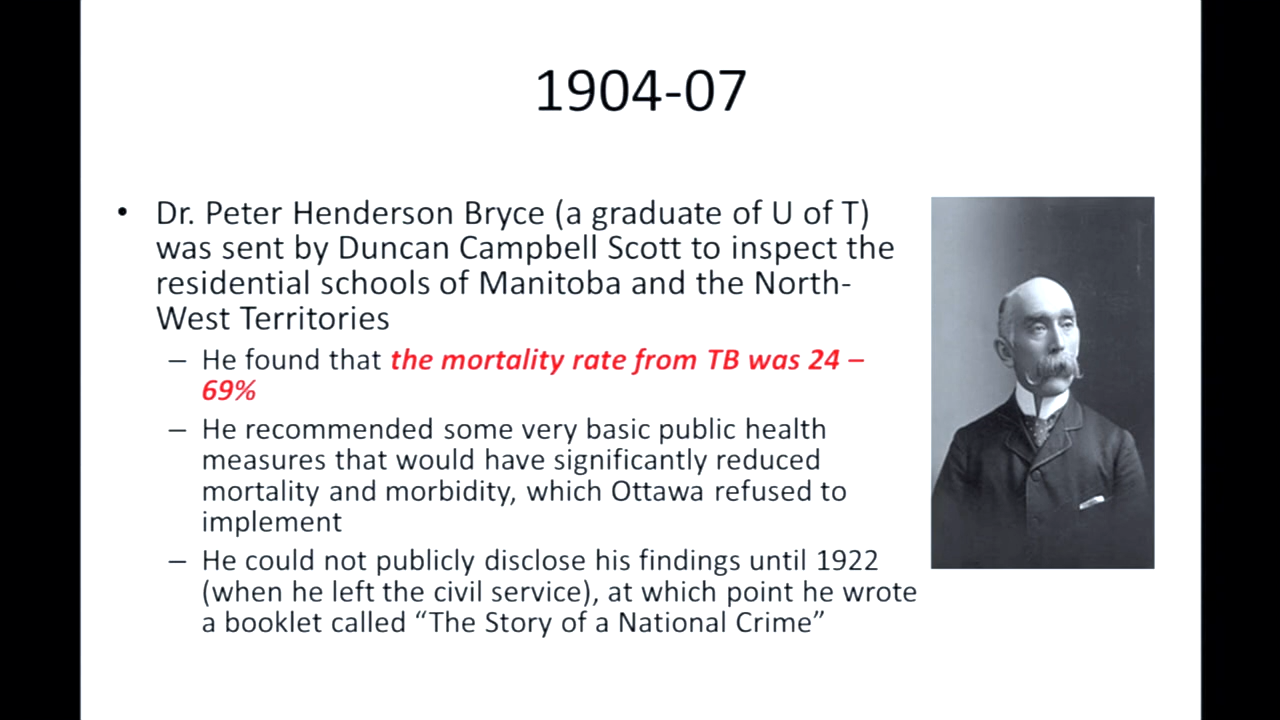 1904-07
• Dr. Peter Henderson Bryce (a graduate of U of T)
was sent by Duncan Campbell Scott to inspect the
residential schools of Manitoba and the North-
West Territories
– He found that the mortality rate from TB was 24 –
69%
– He recommended some very basic public health
measures that would have significantly reduced
mortality and morbidity, which Ottawa refused to
implement
– He could not publicly disclose his findings until 1922
(when he left the civil service), at which point he wrote
a booklet called “The Story of a National Crime”